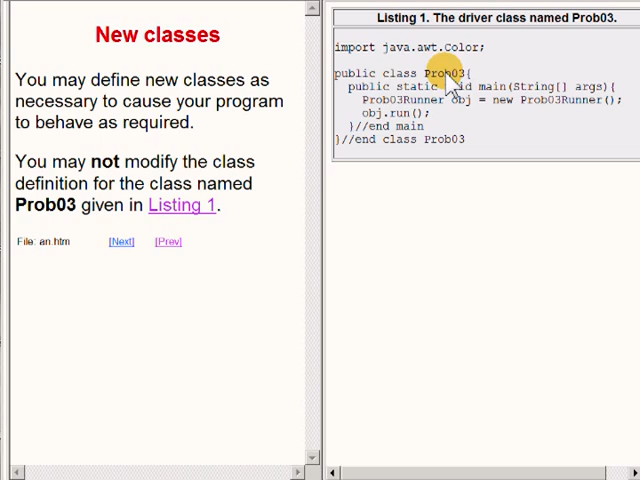 New classes
You may define new classes as
necessary to cause your program
to behave as required.
You may not modify the class
definition for the class named
Prob03 given in Listing 1.
File: an.htm [Next] [Prev]
Listing 1. The driver class named Prob03.
import java.awt.Color;
public class Prob03{
public static void main(String[] args){
Prob03Runner obj = new Prob03Runner();
obj.run();
}//end main
}//end class Prob03